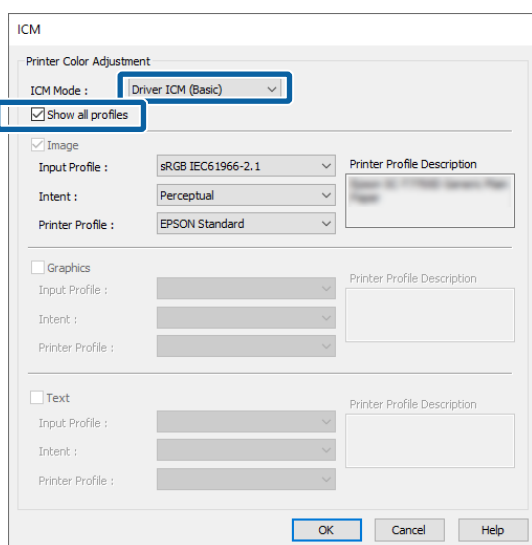 ICM
Printer Color Adjustment
ICM Mode : Driver ICM (Basic)
Show all profiles
Image
Input Profile : sRGB IEC61966-2.1 Printer Profile Description
Intent : Perceptual
Printer Profile : EPSON Standard
Graphics
Input Profile : Printer Profile Description
Intent :
Printer Profile :
Text
Input Profile : Printer Profile Description
Intent :
Printer Profile :
OK Cancel Help